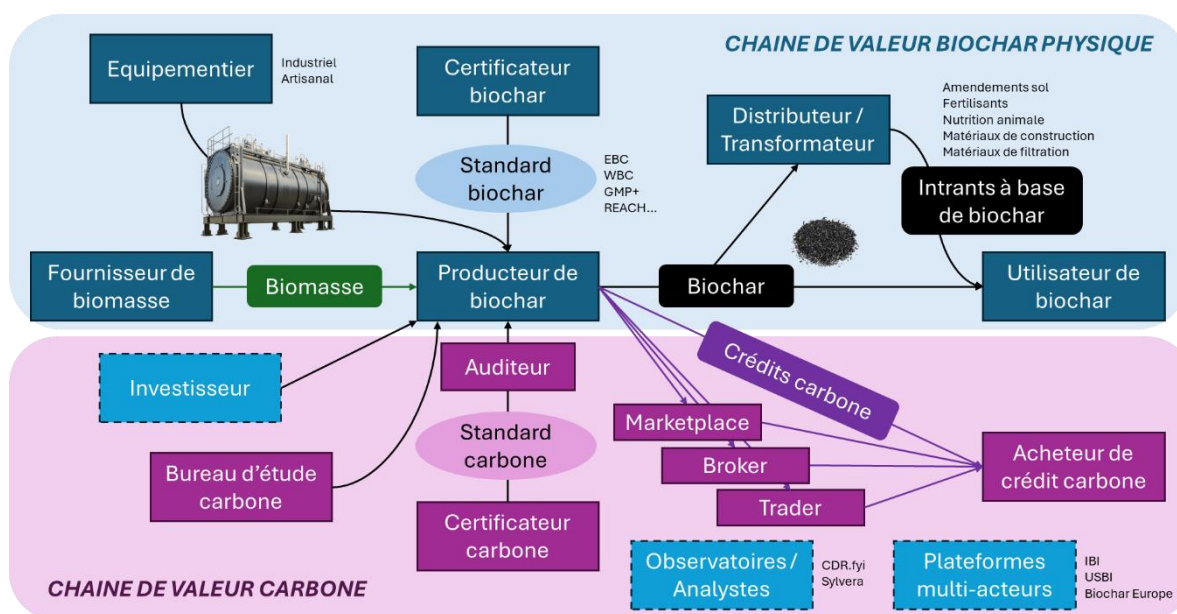 CHAINE DE VALEUR BIOCHAR PHYSIQUE
Equipementier
Industriel
Artisanal
Certificateur
biochar
Distributeur /
Transformateur
Amendements sol
Fertilisants
Nutrition animale
Matériaux de construction
Matériaux de filtration
Standard
biochar
EBC
WBC
GMP+
REACH...
Intrants à base
de biochar
Fournisseur de
biomasse
Biomasse
Producteur de
biochar
Biochar
Utilisateur de
biochar
Investisseur
Auditeur
Crédits carbone
Marketplace
Standard
carbone
Broker
Acheteur de
crédit carbone
Bureau d'étude
carbone
Trader
Certificateur
carbone
Observatoires /
Analystes
CDR.fyi
Sylvera
Plateformes
multi-acteurs
IBI
USBI
Biochar Europe
CHAINE DE VALEUR CARBONE